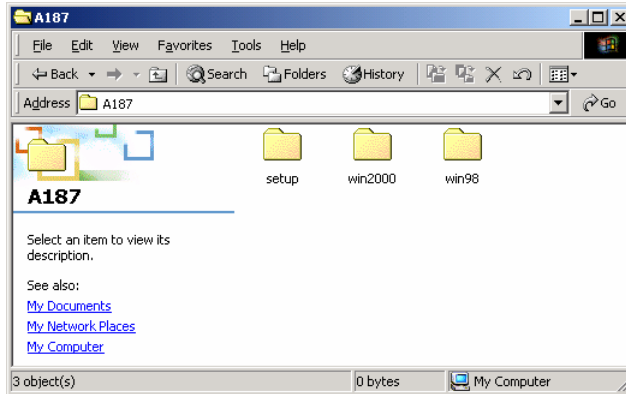 A187
File Edit View Favorites Tools Help
Back Search Folders History
Address A187 Go
setup win2000 win98
A187
Select an item to view its
description.
See also:
My Documents
My Network Places
My Computer
3 object(s) 0 bytes My Computer